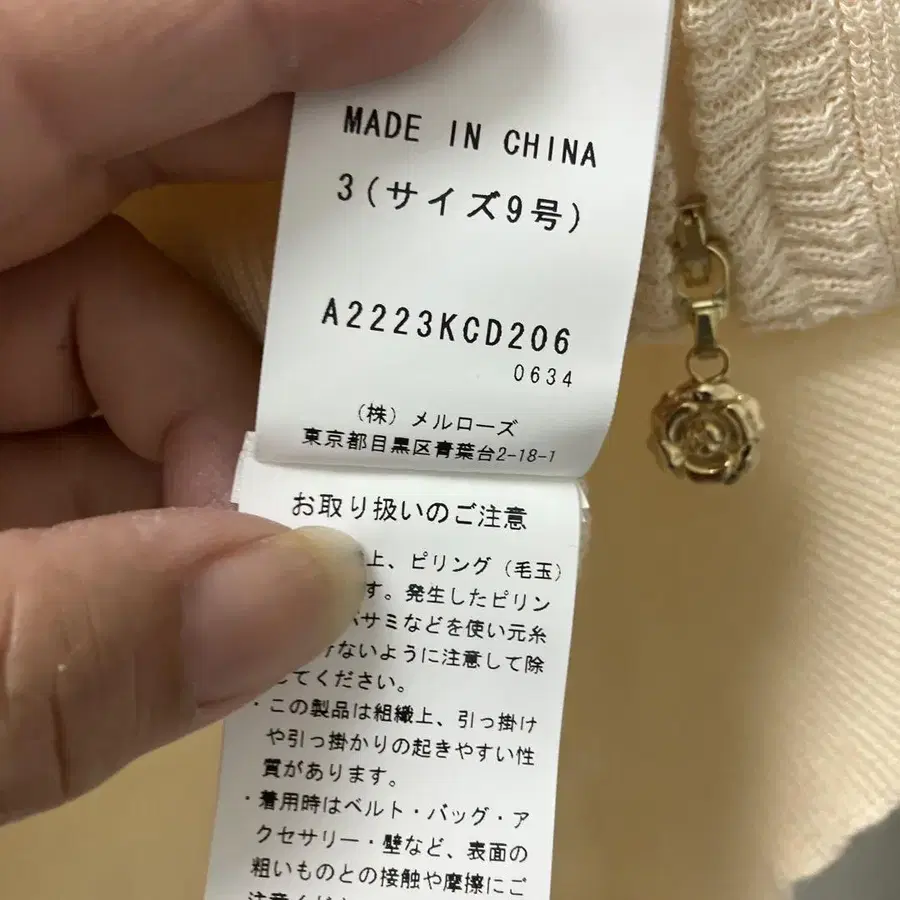 MADE IN CHINA
3(サイズ9号)
A2223KCD206
0634
(株) メルローズ
東京都目黒区青葉台2-18-1
お取り扱いのご注意
上、ピリング(毛玉)
す。発生したピリン
サミなどを使い元糸
ないように注意して除
してください。
・この製品は組織上、引っ掛け
や引っ掛かりの起きやすい性
質があります。
・着用時はベルト・バッグ・ア
クセサリー・壁など、表面の
粗いものとの接触や摩擦にご